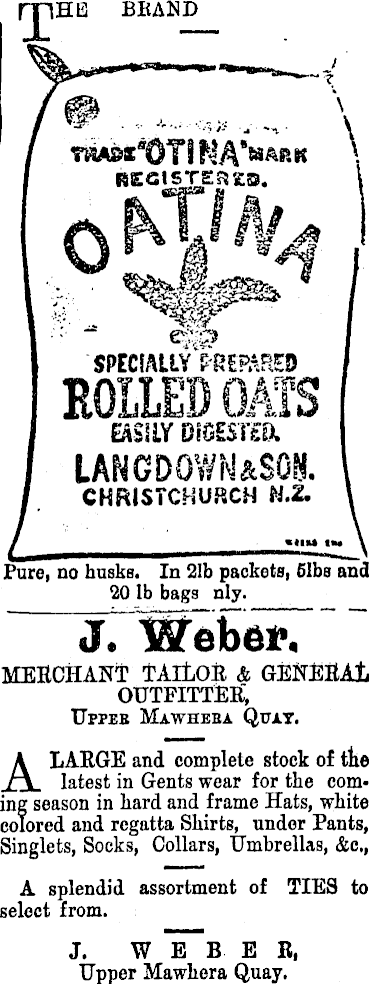 THE BRAND
TRADE "OTINA" MARK
REGISTERED.
OATINA
SPECIALLY PREPARED
ROLLED OATS
EASILY DIGESTED.
LANGDOWN & SON.
CHRISTCHURCH N.Z.
Pure, no husks. In 2lb packets, 5lbs and
20 lb bags nly.
J. Weber,
MERCHANT TAILOR & GENERAL
OUTFITTER,
UPPER MAWHERA QUAY.
A LARGE and complete stock of the
latest in Gents wear for the com-
ing season in hard and frame Hats, white
colored and regatta Shirts, under Pants,
Singlets, Socks, Collars, Umbrellas, &c.,
A splendid assortment of TIES to
select from.
J. WEBER,
Upper Mawhera Quay.